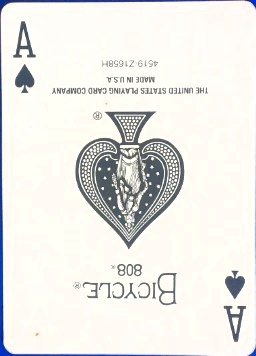 A
BICYCLE®
808®
®
THE UNITED STATES PLAYING CARD COMPANY
MADE IN U.S.A.
4519-Z1658H
A